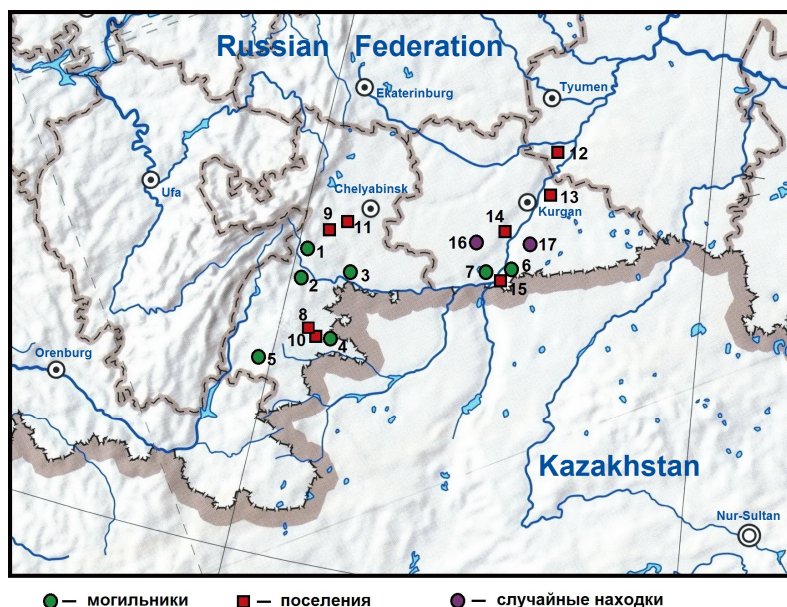 Russian Federation
Tyumen
Ekaterinburg
12
Ufa
Chelyabinsk
13
Kurgan
9
11
14
16
17
1
2
3
7
6
15
8
10
4
Orenburg
5
Kazakhstan
Nur-Sultan
— могильники
— поселения
— случайные находки